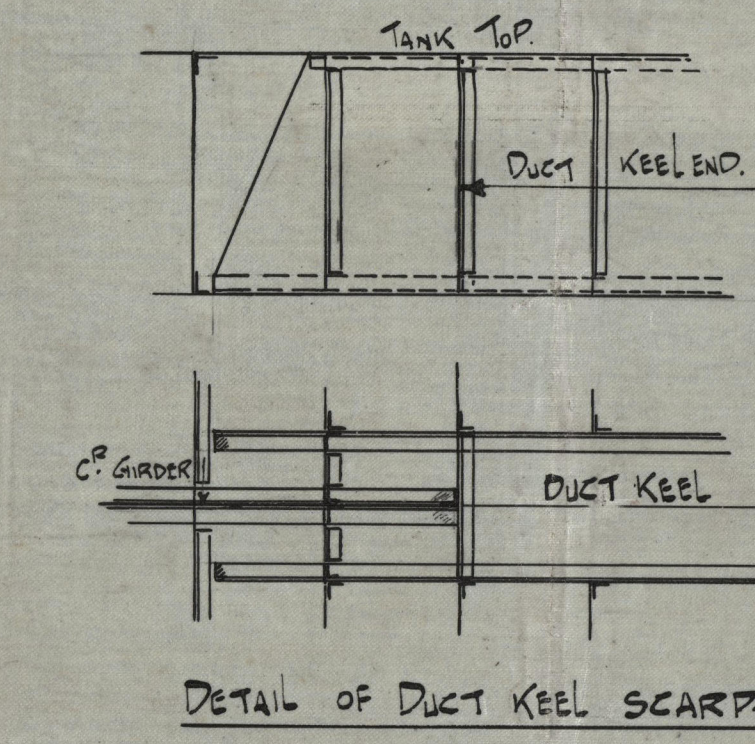 TANK TOP.
DUCT KEEL END.
CR. GIRDER
DUCT KEEL
DETAIL OF DUCT KEEL SCARP